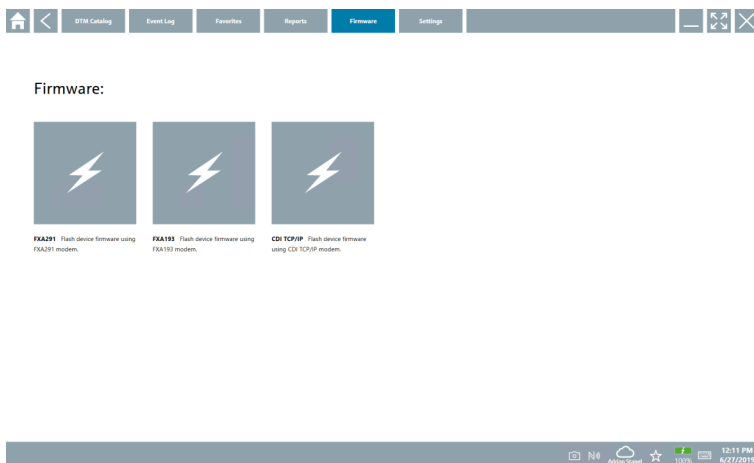 DTM Catalog Event Log Favorites Reports Firmware Settings
Firmware:
FXA291 Flash device firmware using
FXA291 modem.
FXA193 Flash device firmware using
FXA193 modem.
CDI TCP/IP Flash device firmware
using CDI TCP/IP modem.
100%
12:11 PM